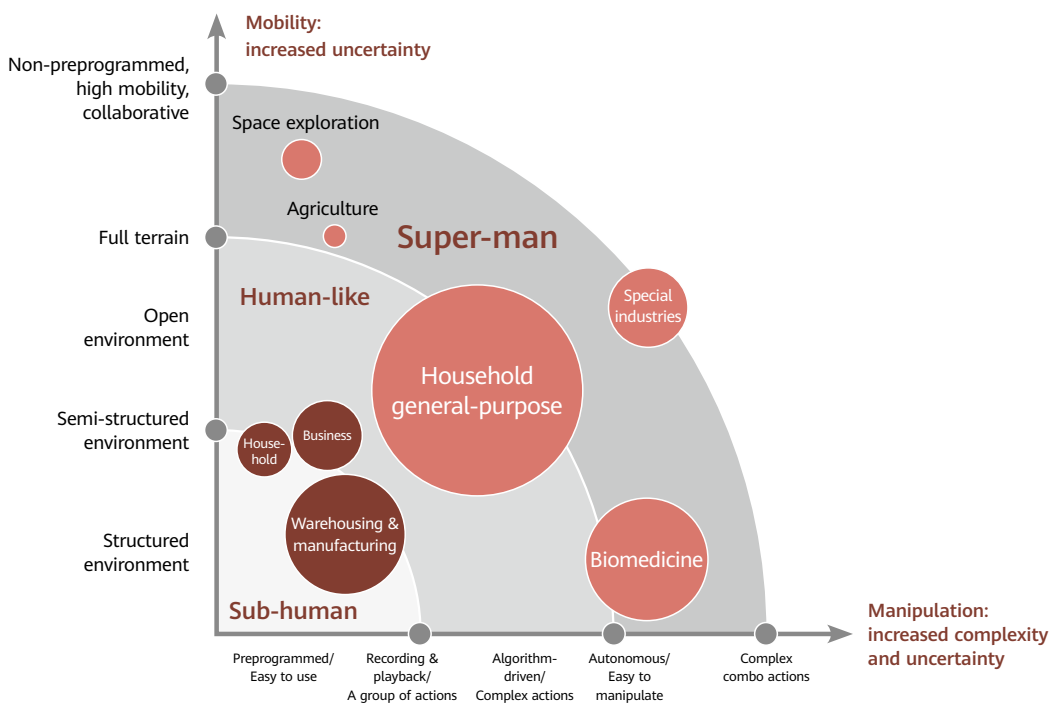 Mobility:
increased uncertainty
Non-preprogrammed,
high mobility,
collaborative
Space exploration
Agriculture
Full terrain
Super-man
Human-like
Special
industries
Open
environment
Household
general-purpose
Semi-structured
environment
House-
hold
Business
Warehousing &
manufacturing
Structured
environment
Biomedicine
Sub-human
Manipulation:
increased complexity
and uncertainty
Preprogrammed/
Easy to use
Recording &
playback/
A group of actions
Algorithm-
driven/
Complex actions
Autonomous/
Easy to
manipulate
Complex
combo actions